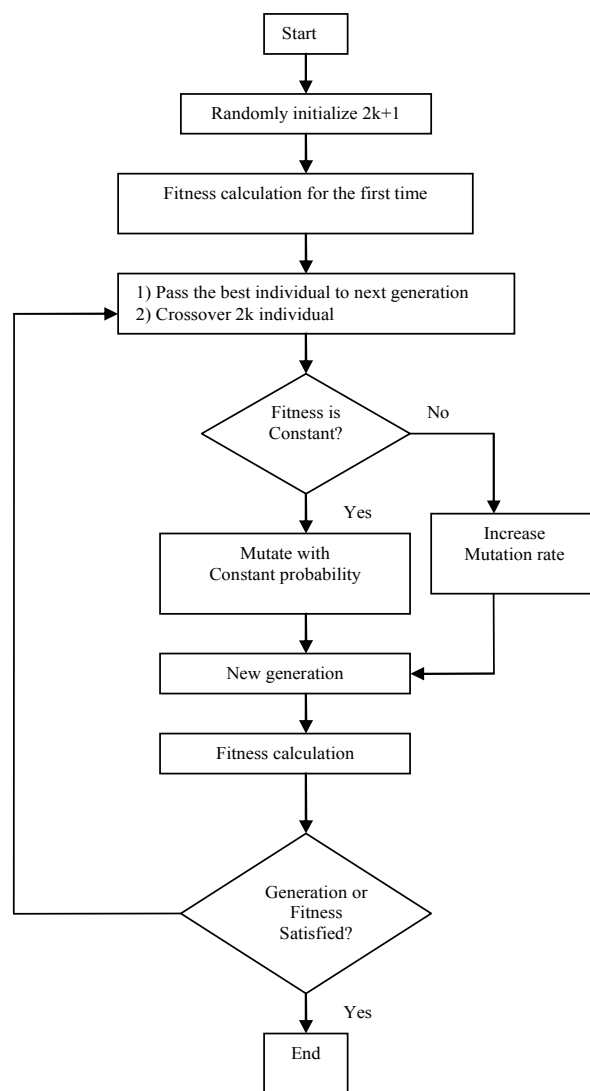 Start
Randomly initialize 2k+1
Fitness calculation for the first time
1) Pass the best individual to next generation
2) Crossover 2k individual
Fitness is
Constant?
No
Yes
Mutate with
Constant probability
Increase
Mutation rate
New generation
Fitness calculation
Generation or
Fitness
Satisfied?
Yes
End